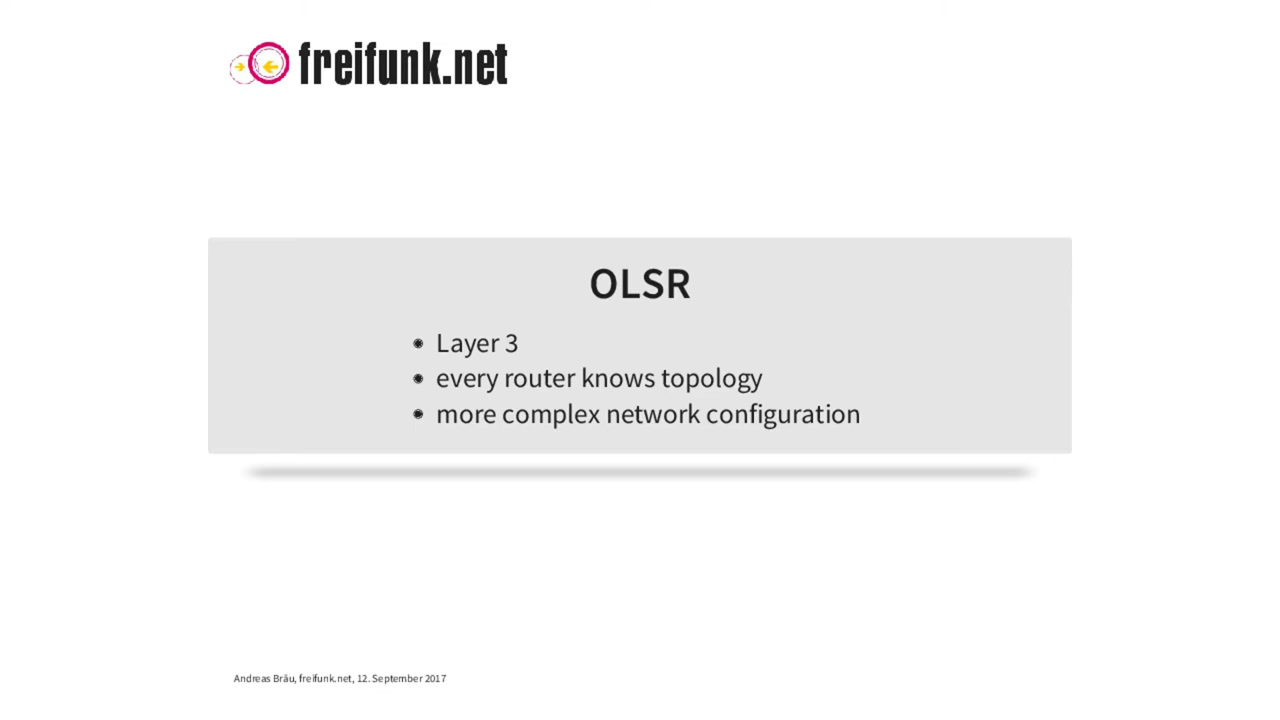 freifunk.net
OLSR
Layer 3
every router knows topology
more complex network configuration
Andreas Bräu, freifunk.net, 12. September 2017